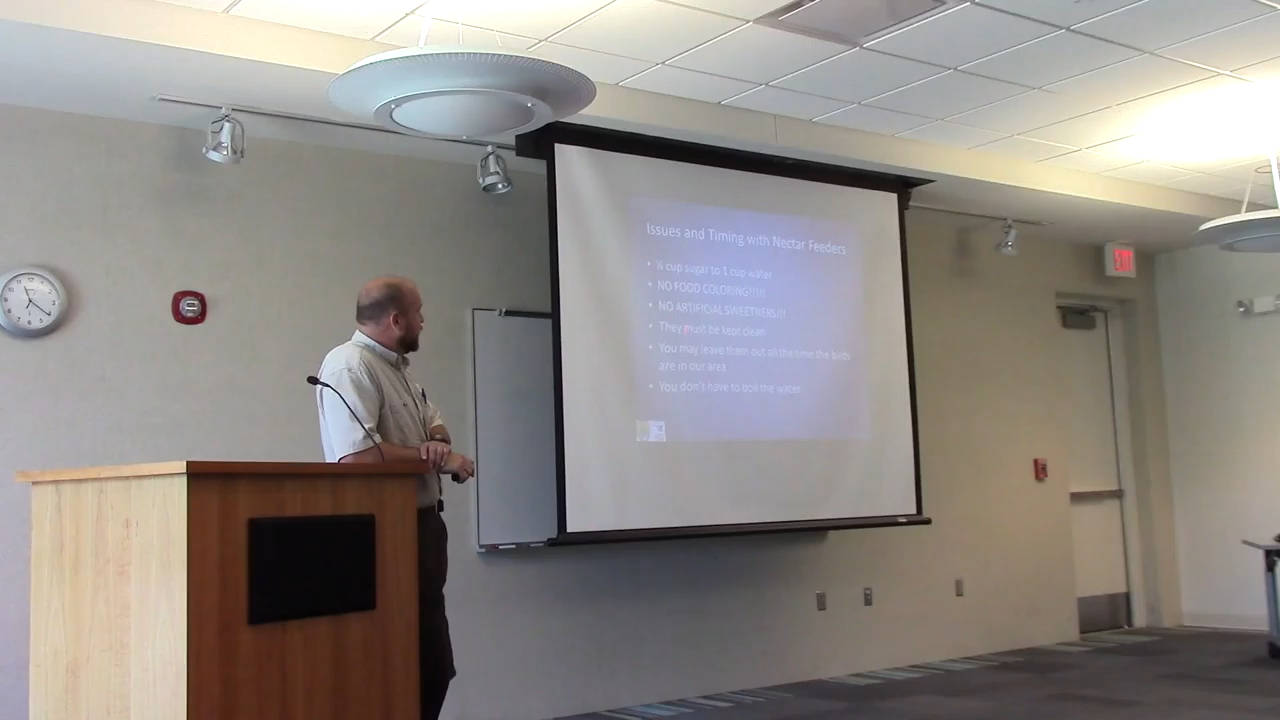 Issues and Timing with Nectar Feeders
• ¼ cup sugar to 1 cup water
• NO FOOD COLORING!!!!!
• NO ARTIFICIAL SWEETNERS!!!
• They must be kept clean
• You may leave them out all the time the birds
are in our area
• You don't have to boil the water
EXIT